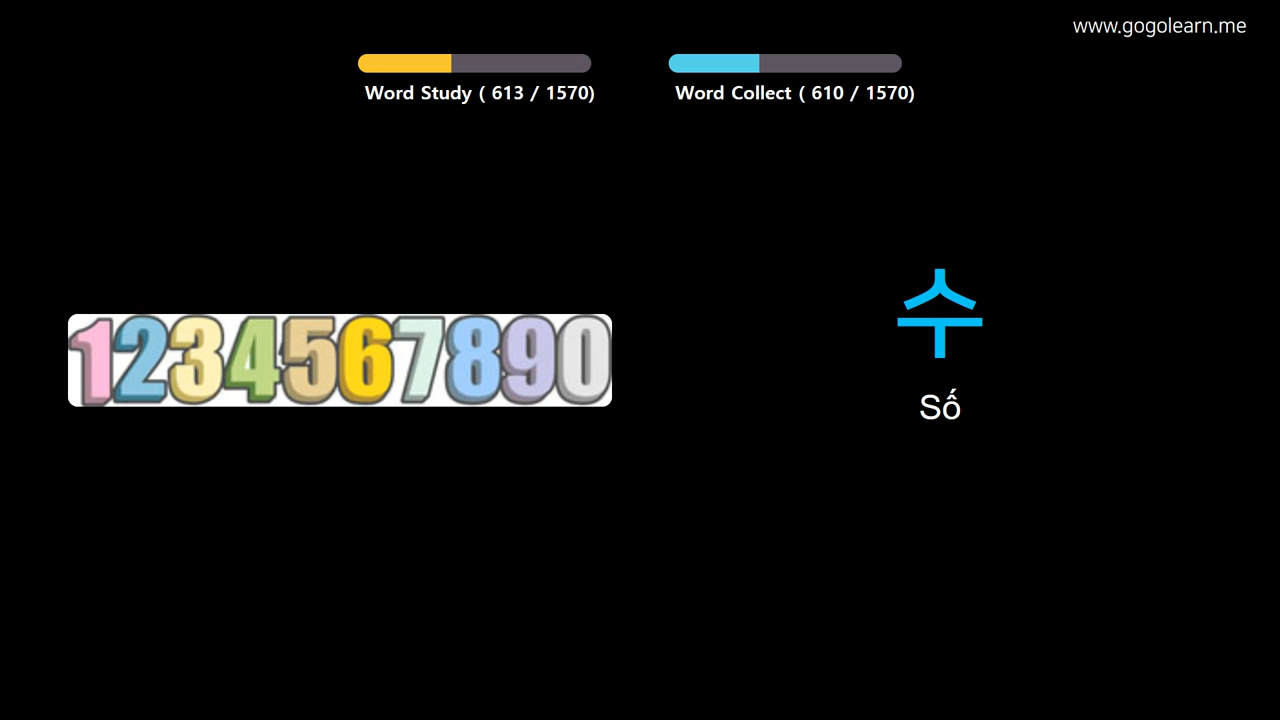 www.gogolearn.me
Word Study ( 613 / 1570)
Word Collect ( 610 / 1570)
1234567890
수
Số